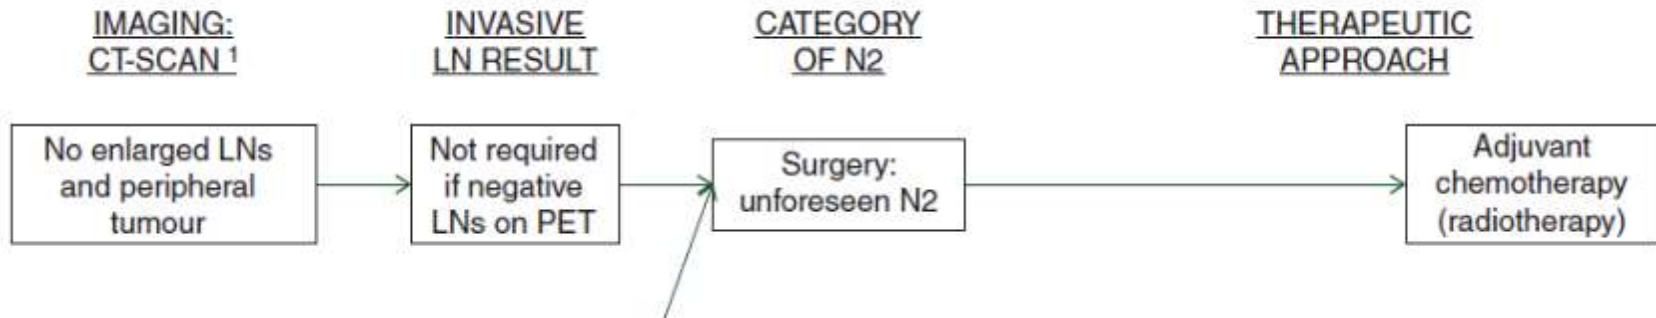 IMAGING:
CT-SCAN 1
INVASIVE
LN RESULT
CATEGORY
OF N2
THERAPEUTIC
APPROACH
No enlarged LNs
and peripheral
tumour
Not required
if negative
LNs on PET
Surgery:
unforeseen N2
Adjuvant
chemotherapy
(radiotherapy)